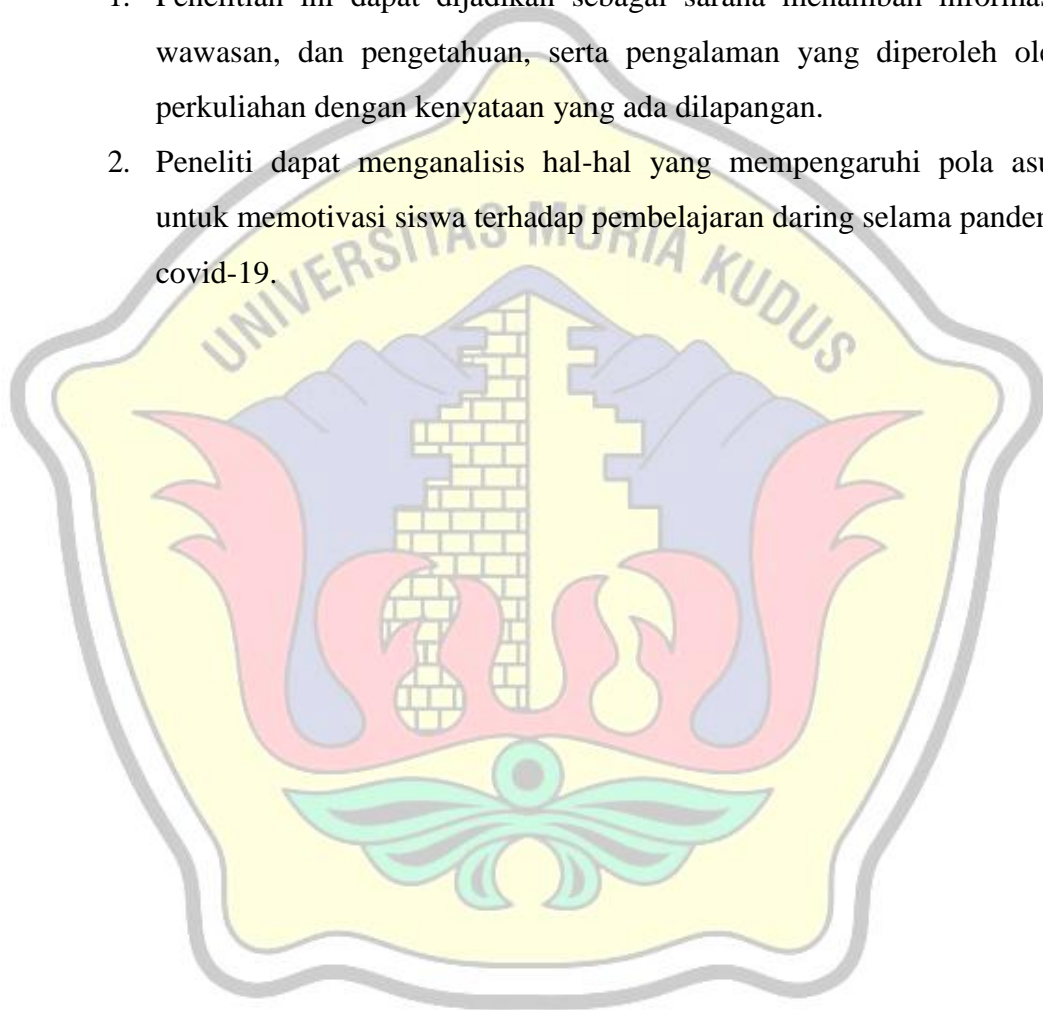 1. Penelitian ini dapat dijadikan sebagai sarana menambah informas
wawasan, dan pengetahuan, serta pengalaman yang diperoleh ole
perkuliahan dengan kenyataan yang ada dilapangan.
2. Peneliti dapat menganalisis hal-hal yang mempengaruhi pola asu
untuk memotivasi siswa terhadap pembelajaran daring selama pander
covid-19.
UNIVERSITAS MURIA KUDUS